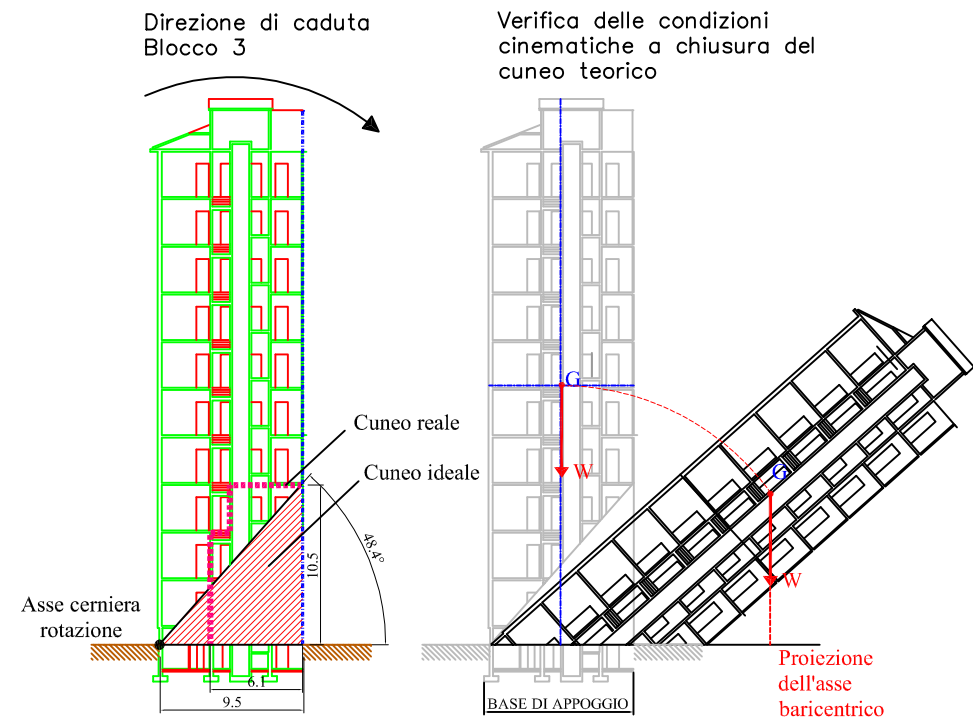 Direzione di caduta
Blocco 3
Verifica delle condizioni
cinematiche a chiusura del
cuneo teorico
G
W
Cuneo reale
Cuneo ideale
48.4°
10.5
Asse cerniera
rotazione
6.1
9.5
G
W
BASE DI APPOGGIO
Proiezione
dell'asse
baricentrico